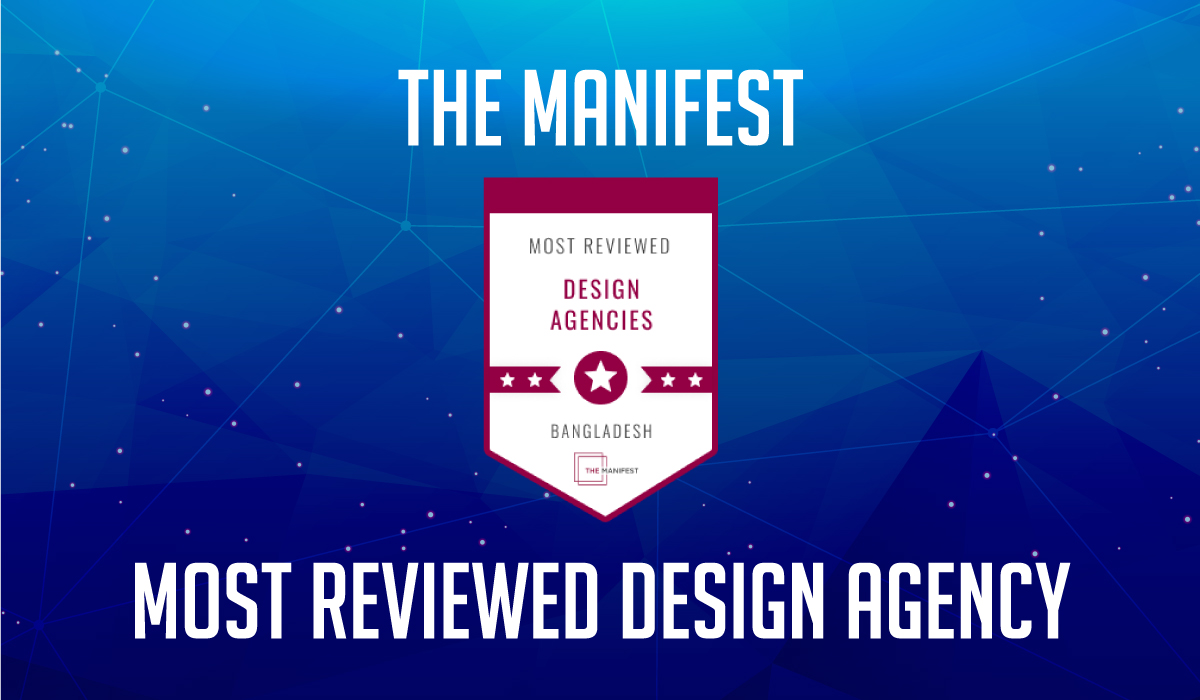 THE MANIFEST
MOST REVIEWED
DESIGN
AGENCIES
BANGLADESH
THE MANIFEST
MOST REVIEWED DESIGN AGENCY